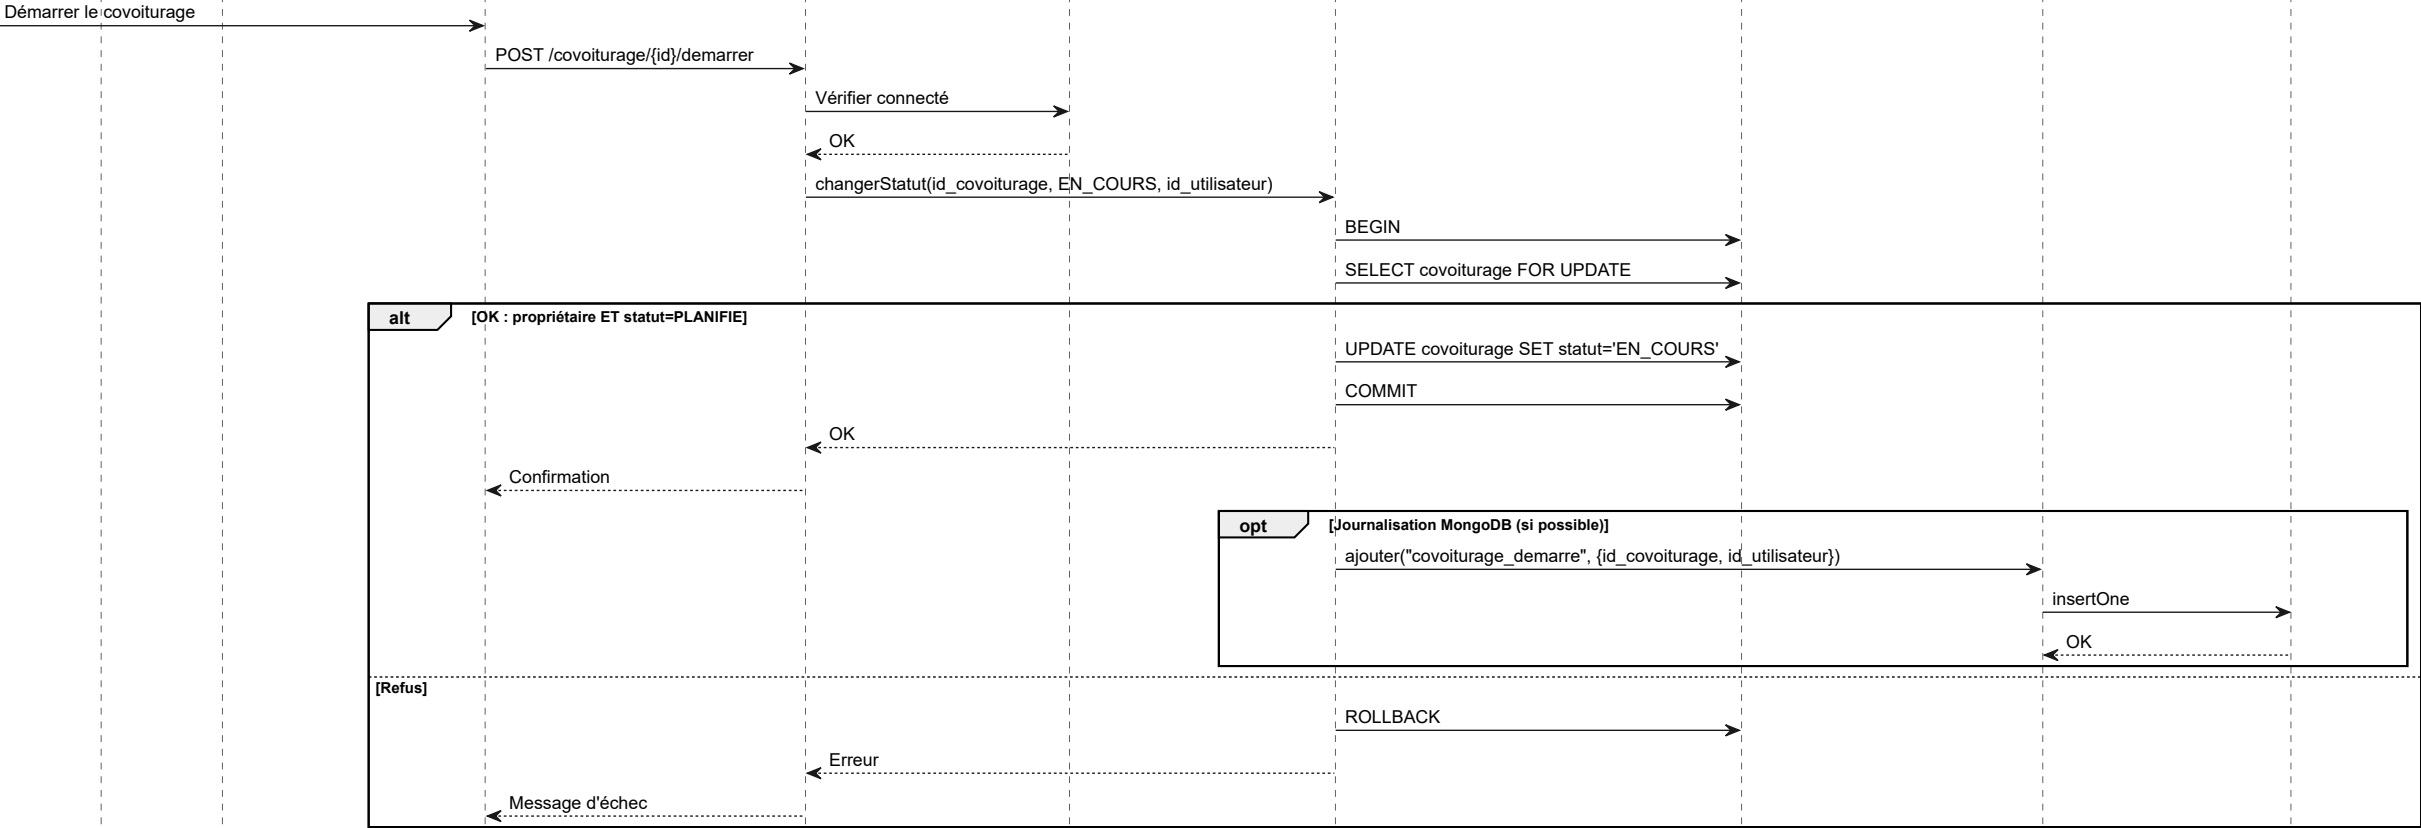 Démarrer le covoiturage
POST /covoiturage/{id}/demarrer
Vérifier connecté
OK
changerStatut(id_covoiturage, EN_COURS, id_utilisateur)
BEGIN
SELECT covoiturage FOR UPDATE
alt [OK : propriétaire ET statut=PLANIFIE]
UPDATE covoiturage SET statut='EN_COURS'
COMMIT
OK
Confirmation
opt [Journalisation MongoDB (si possible)]
ajouter("covoiturage_demarre", {id_covoiturage, id_utilisateur})
insertOne
OK
[Refus]
ROLLBACK
Erreur
Message d'échec